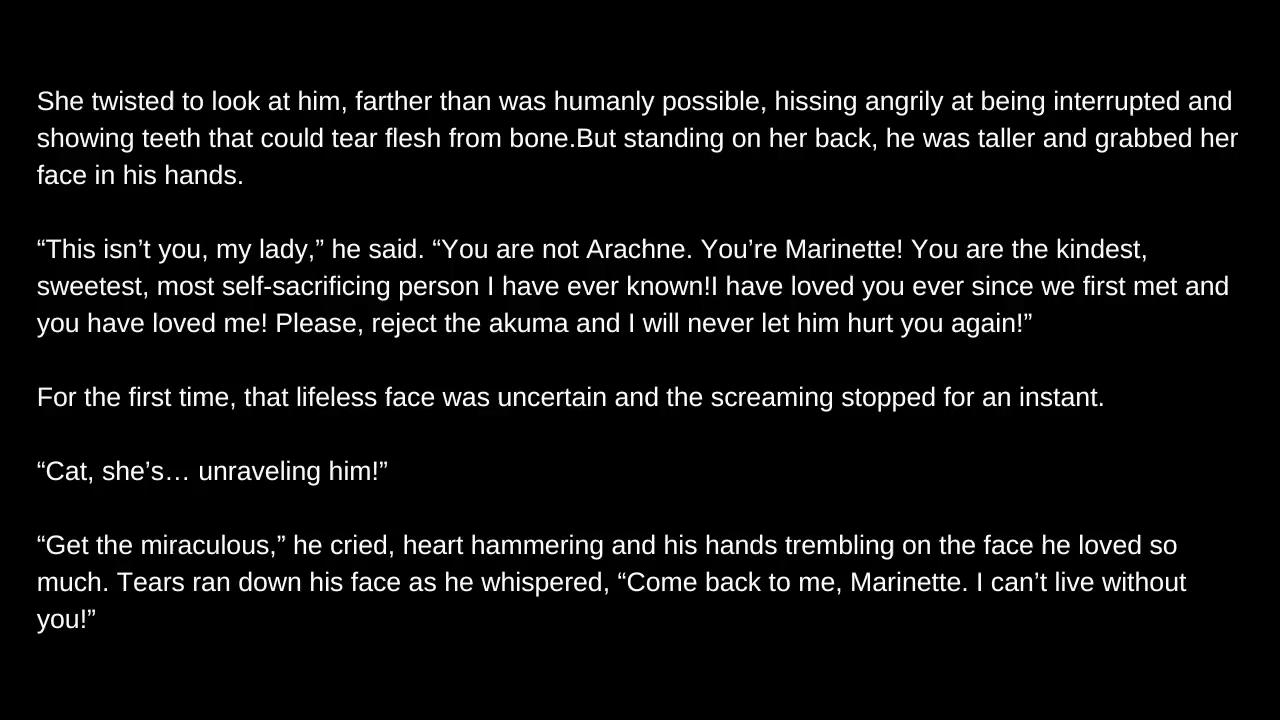 She twisted to look at him, farther than was humanly possible, hissing angrily at being interrupted and
showing teeth that could tear flesh from bone.But standing on her back, he was taller and grabbed her
face in his hands.
“This isn’t you, my lady,” he said. “You are not Arachne. You’re Marinette! You are the kindest,
sweetest, most self-sacrificing person I have ever known!I have loved you ever since we first met and
you have loved me! Please, reject the akuma and I will never let him hurt you again!”
For the first time, that lifeless face was uncertain and the screaming stopped for an instant.
“Cat, she’s… unraveling him!”
“Get the miraculous,” he cried, heart hammering and his hands trembling on the face he loved so
much. Tears ran down his face as he whispered, “Come back to me, Marinette. I can’t live without
you!”